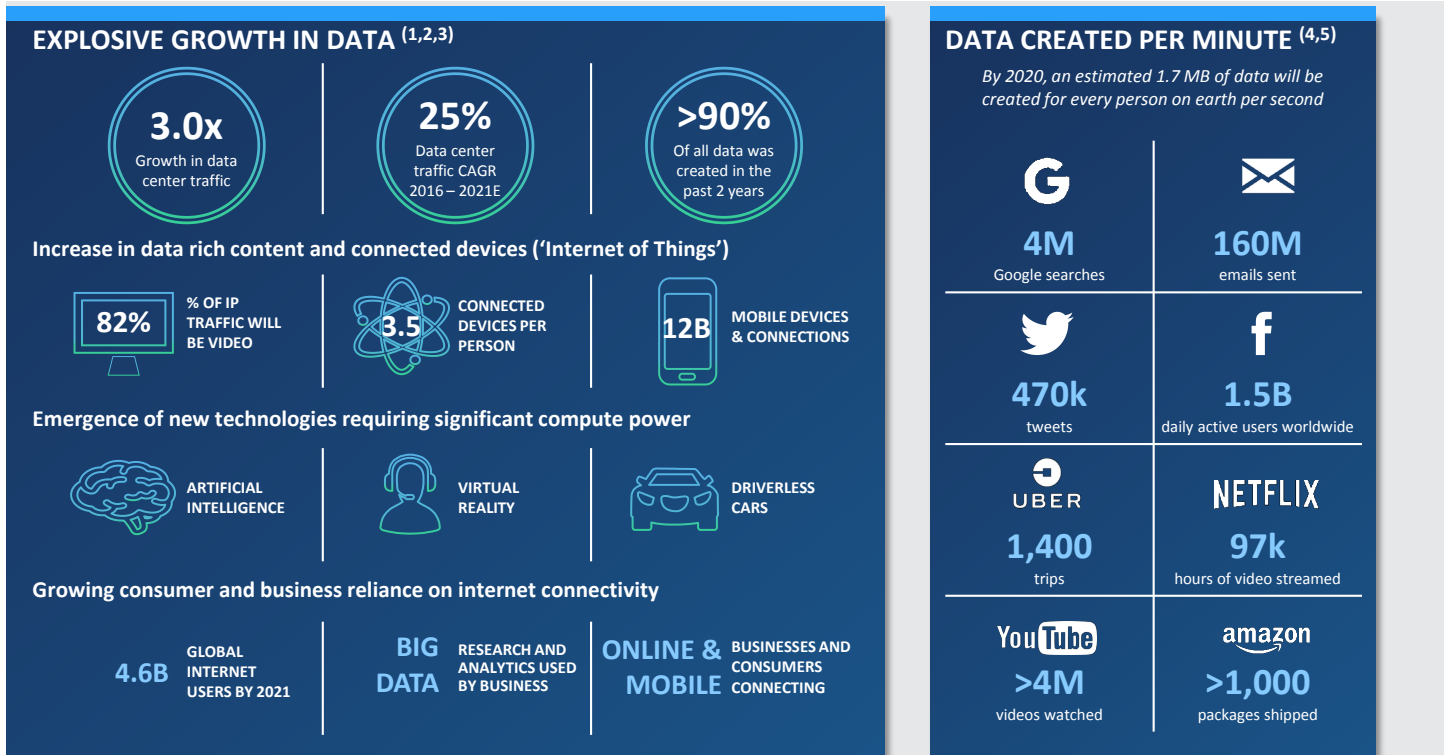 EXPLOSIVE GROWTH IN DATA (1,2,3)
3.0x
Growth in data
center traffic
25%
Data center
traffic CAGR
2016 – 2021E
>90%
Of all data was
created in the
past 2 years
Increase in data rich content and connected devices ('Internet of Things')
82%
% OF IP
TRAFFIC WILL
BE VIDEO
3.5
CONNECTED
DEVICES PER
PERSON
12B
MOBILE DEVICES
& CONNECTIONS
Emergence of new technologies requiring significant compute power
ARTIFICIAL
INTELLIGENCE
VIRTUAL
REALITY
DRIVERLESS
CARS
Growing consumer and business reliance on internet connectivity
4.6B
GLOBAL
INTERNET
USERS BY 2021
BIG
DATA
RESEARCH AND
ANALYTICS USED
BY BUSINESS
ONLINE &
MOBILE
BUSINESSES AND
CONSUMERS
CONNECTING
DATA CREATED PER MINUTE (4,5)
By 2020, an estimated 1.7 MB of data will be
created for every person on earth per second
G
4M
Google searches
160M
emails sent
470k
tweets
f
1.5B
daily active users worldwide
UBER
1,400
trips
NETFLIX
97k
hours of video streamed
YouTube
>4M
videos watched
amazon
>1,000
packages shipped